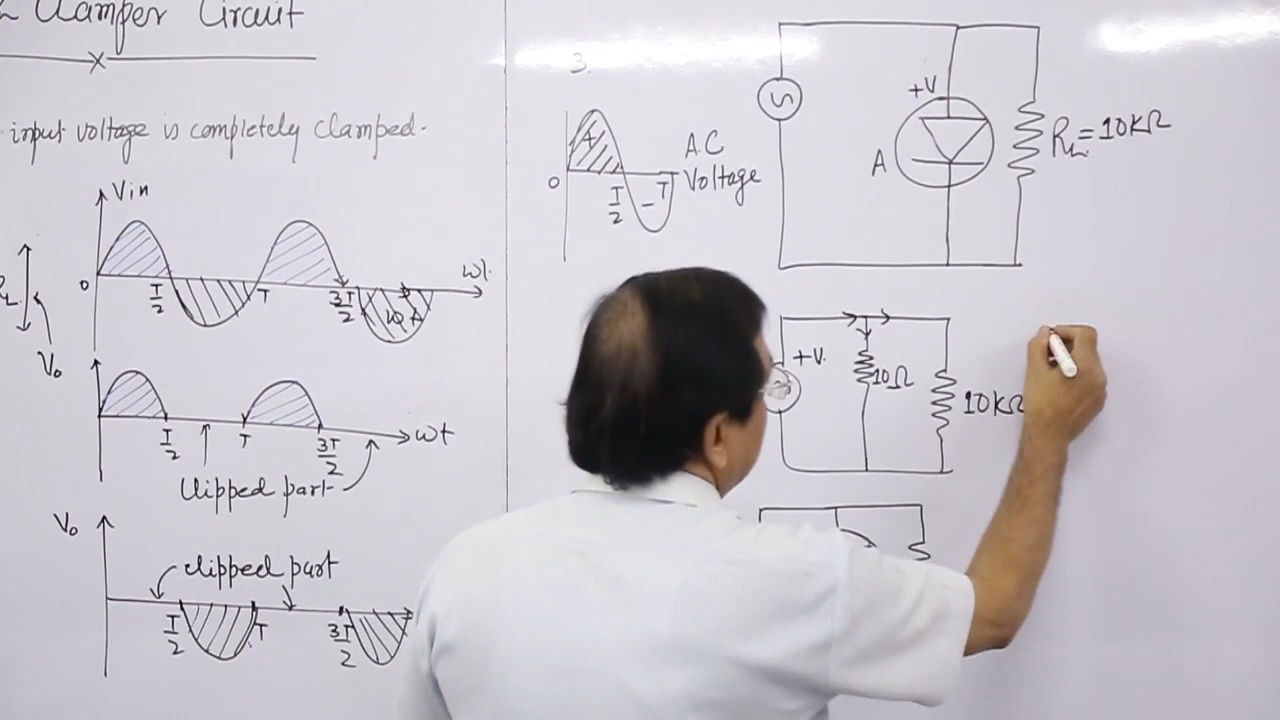 Clamper Circuit
input voltage is completely clamped.
Vin
0
T/2
T
3T/2
ωt
Vo
T/2
T
3T/2
ωt
Clipped part
Vo
clipped part
T/2
T
3T/2
3.
+
A.C
Voltage
0
T/2
-
T
+V
A
RL=10KΩ
+V.
10Ω
10KΩ